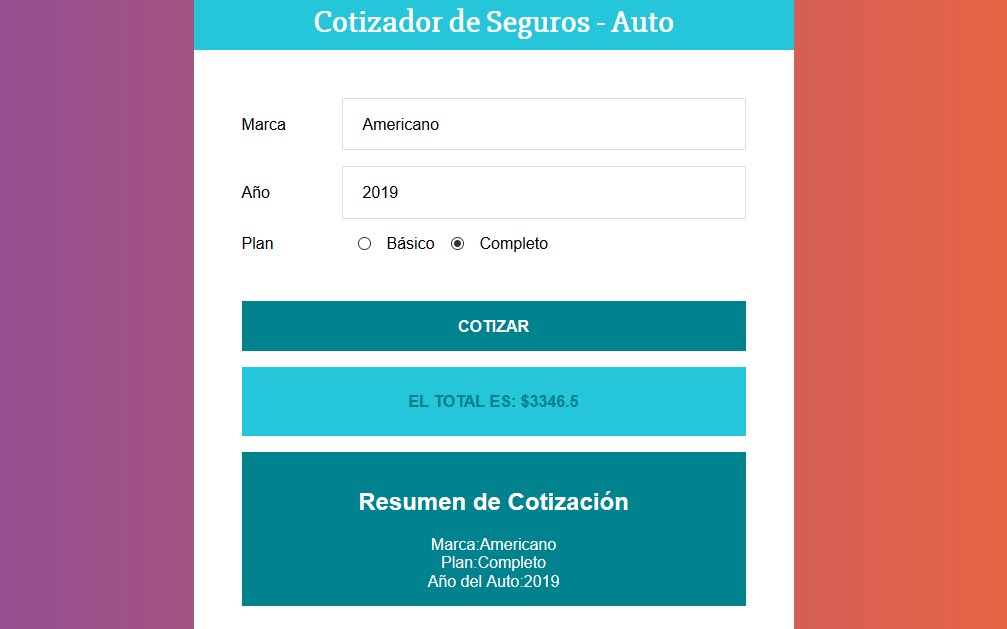 Cotizador de Seguros - Auto
Marca
Americano
Año
2019
Plan
Básico
Completo
COTIZAR
EL TOTAL ES: $3346.5
Resumen de Cotización
Marca:Americano
Plan:Completo
Año del Auto:2019